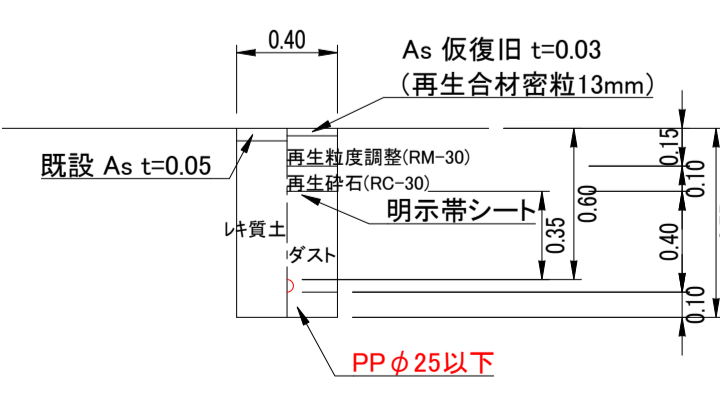 0.40
As 仮復旧 t=0.03
(再生合材密粒13mm)
既設 As t=0.05
再生粒度調整(RM-30)
再生砕石(RC-30)
明示帯シート
レキ質土
ダスト
0.15
0.10
0.60
0.35
0.40
0.10
PPφ25以下